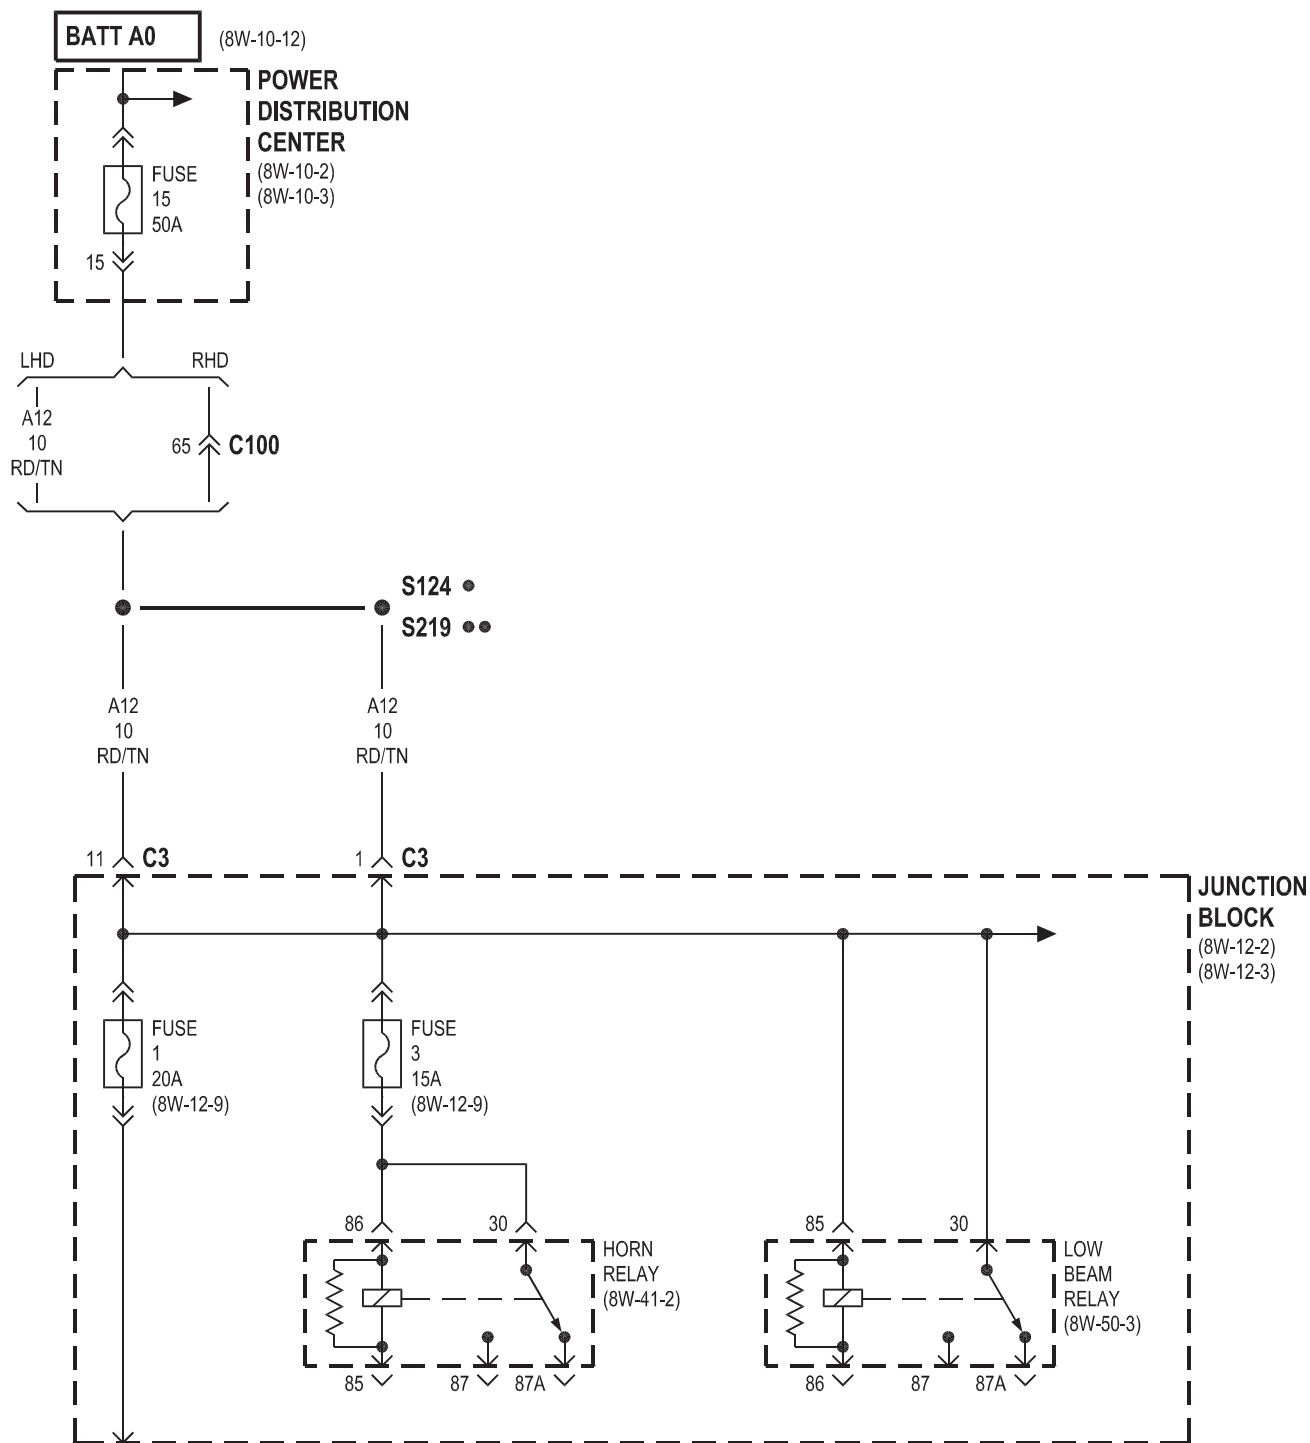 BATT A0
(8W-10-12)
POWER
DISTRIBUTION
CENTER
(8W-10-2)
(8W-10-3)
FUSE
15
50A
15
LHD
RHD
A12
10
RD/TN
65
C100
S124
S219
A12
10
RD/TN
A12
10
RD/TN
11
C3
1
C3
JUNCTION
BLOCK
(8W-12-2)
(8W-12-3)
FUSE
1
20A
(8W-12-9)
FUSE
3
15A
(8W-12-9)
86
30
HORN
RELAY
(8W-41-2)
85
87
87A
85
30
LOW
BEAM
RELAY
(8W-50-3)
86
87
87A